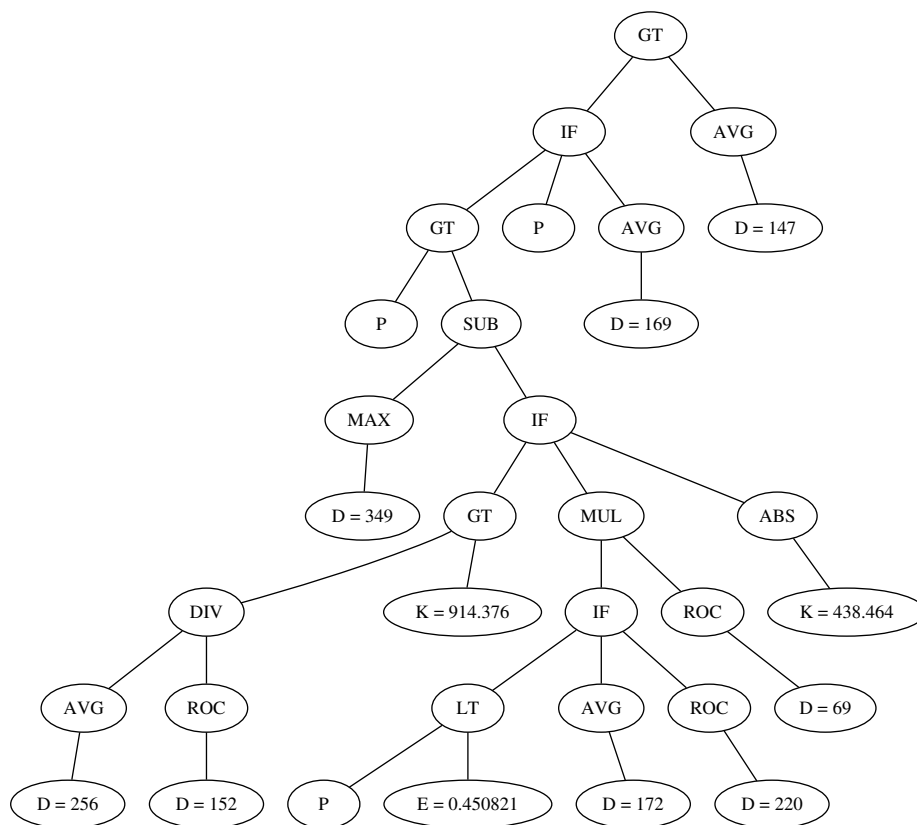 GT
IF
AVG
GT
P
AVG
D = 147
P
SUB
D = 169
MAX
IF
D = 349
GT
MUL
ABS
DIV
K = 914.376
IF
ROC
K = 438.464
AVG
ROC
LT
AVG
ROC
D = 69
D = 256
D = 152
P
E = 0.450821
D = 172
D = 220